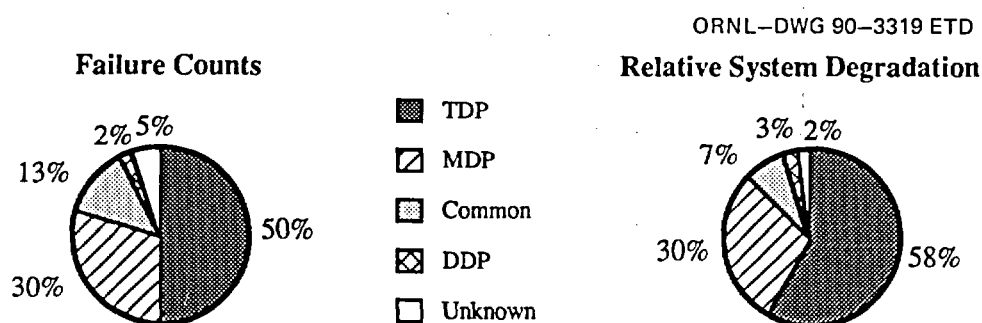 ORNL–DWG 90–3319 ETD
Failure Counts
Relative System Degradation
2% 5%
13%
50%
30%
TDP
MDP
Common
DDP
Unknown
3% 2%
7%
30%
58%